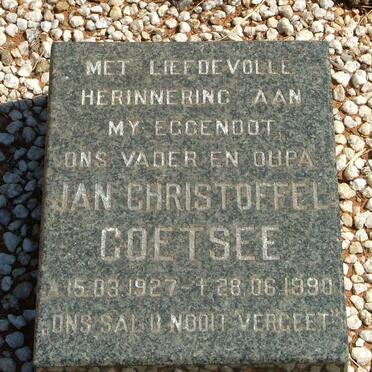 MET LIEFDEVOLLE
HERINNERING AAN
MY EGGENOOT
ONS VADER EN OUPA
JAN CHRISTOFFEL
COETSEE
* 15.03.1927 - † 28.06.1990
"ONS SAL U NOOIT VERGEET"